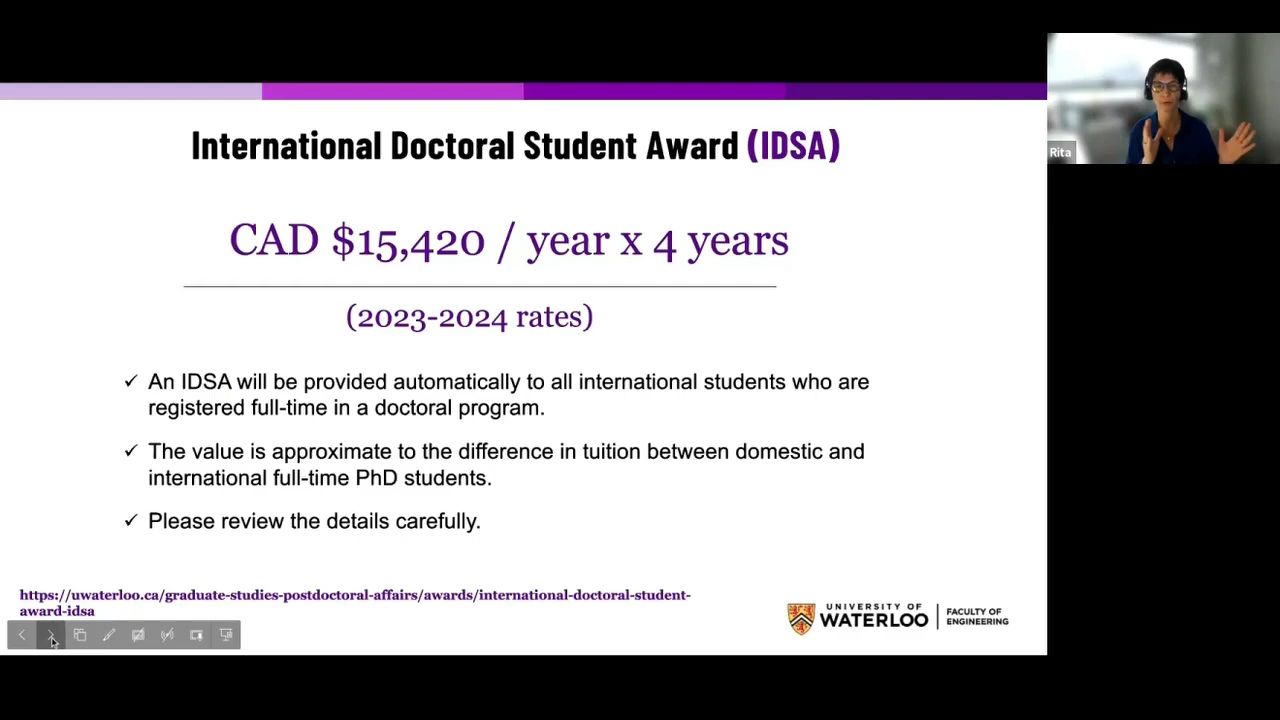 International Doctoral Student Award (IDSA)
Rita
CAD $15,420 / year x 4 years
(2023-2024 rates)
✓ An IDSA will be provided automatically to all international students who are
registered full-time in a doctoral program.
✓ The value is approximate to the difference in tuition between domestic and
international full-time PhD students.
✓ Please review the details carefully.
https://uwaterloo.ca/graduate-studies-postdoctoral-affairs/awards/international-doctoral-student-
award-idsa
UNIVERSITY OF
WATERLOO
FACULTY OF
ENGINEERING